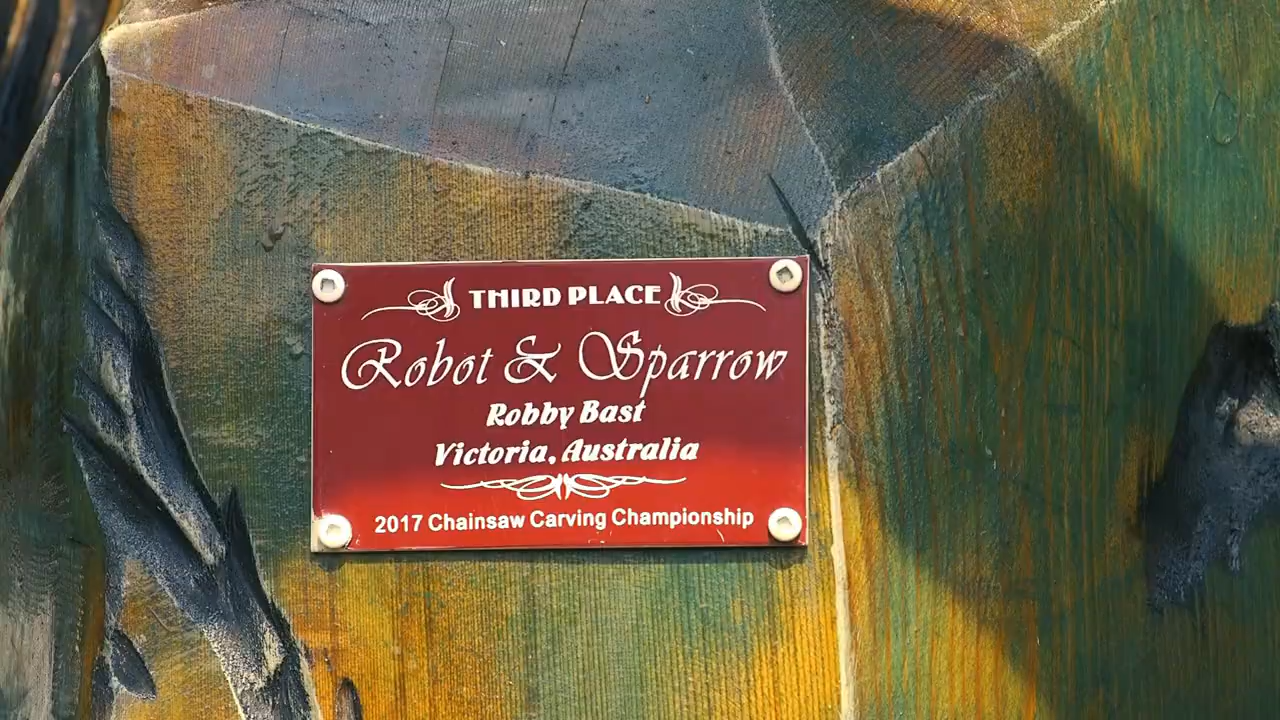 THIRD PLACE
Robot & Sparrow
Robby Bast
Victoria, Australia
2017 Chainsaw Carving Championship